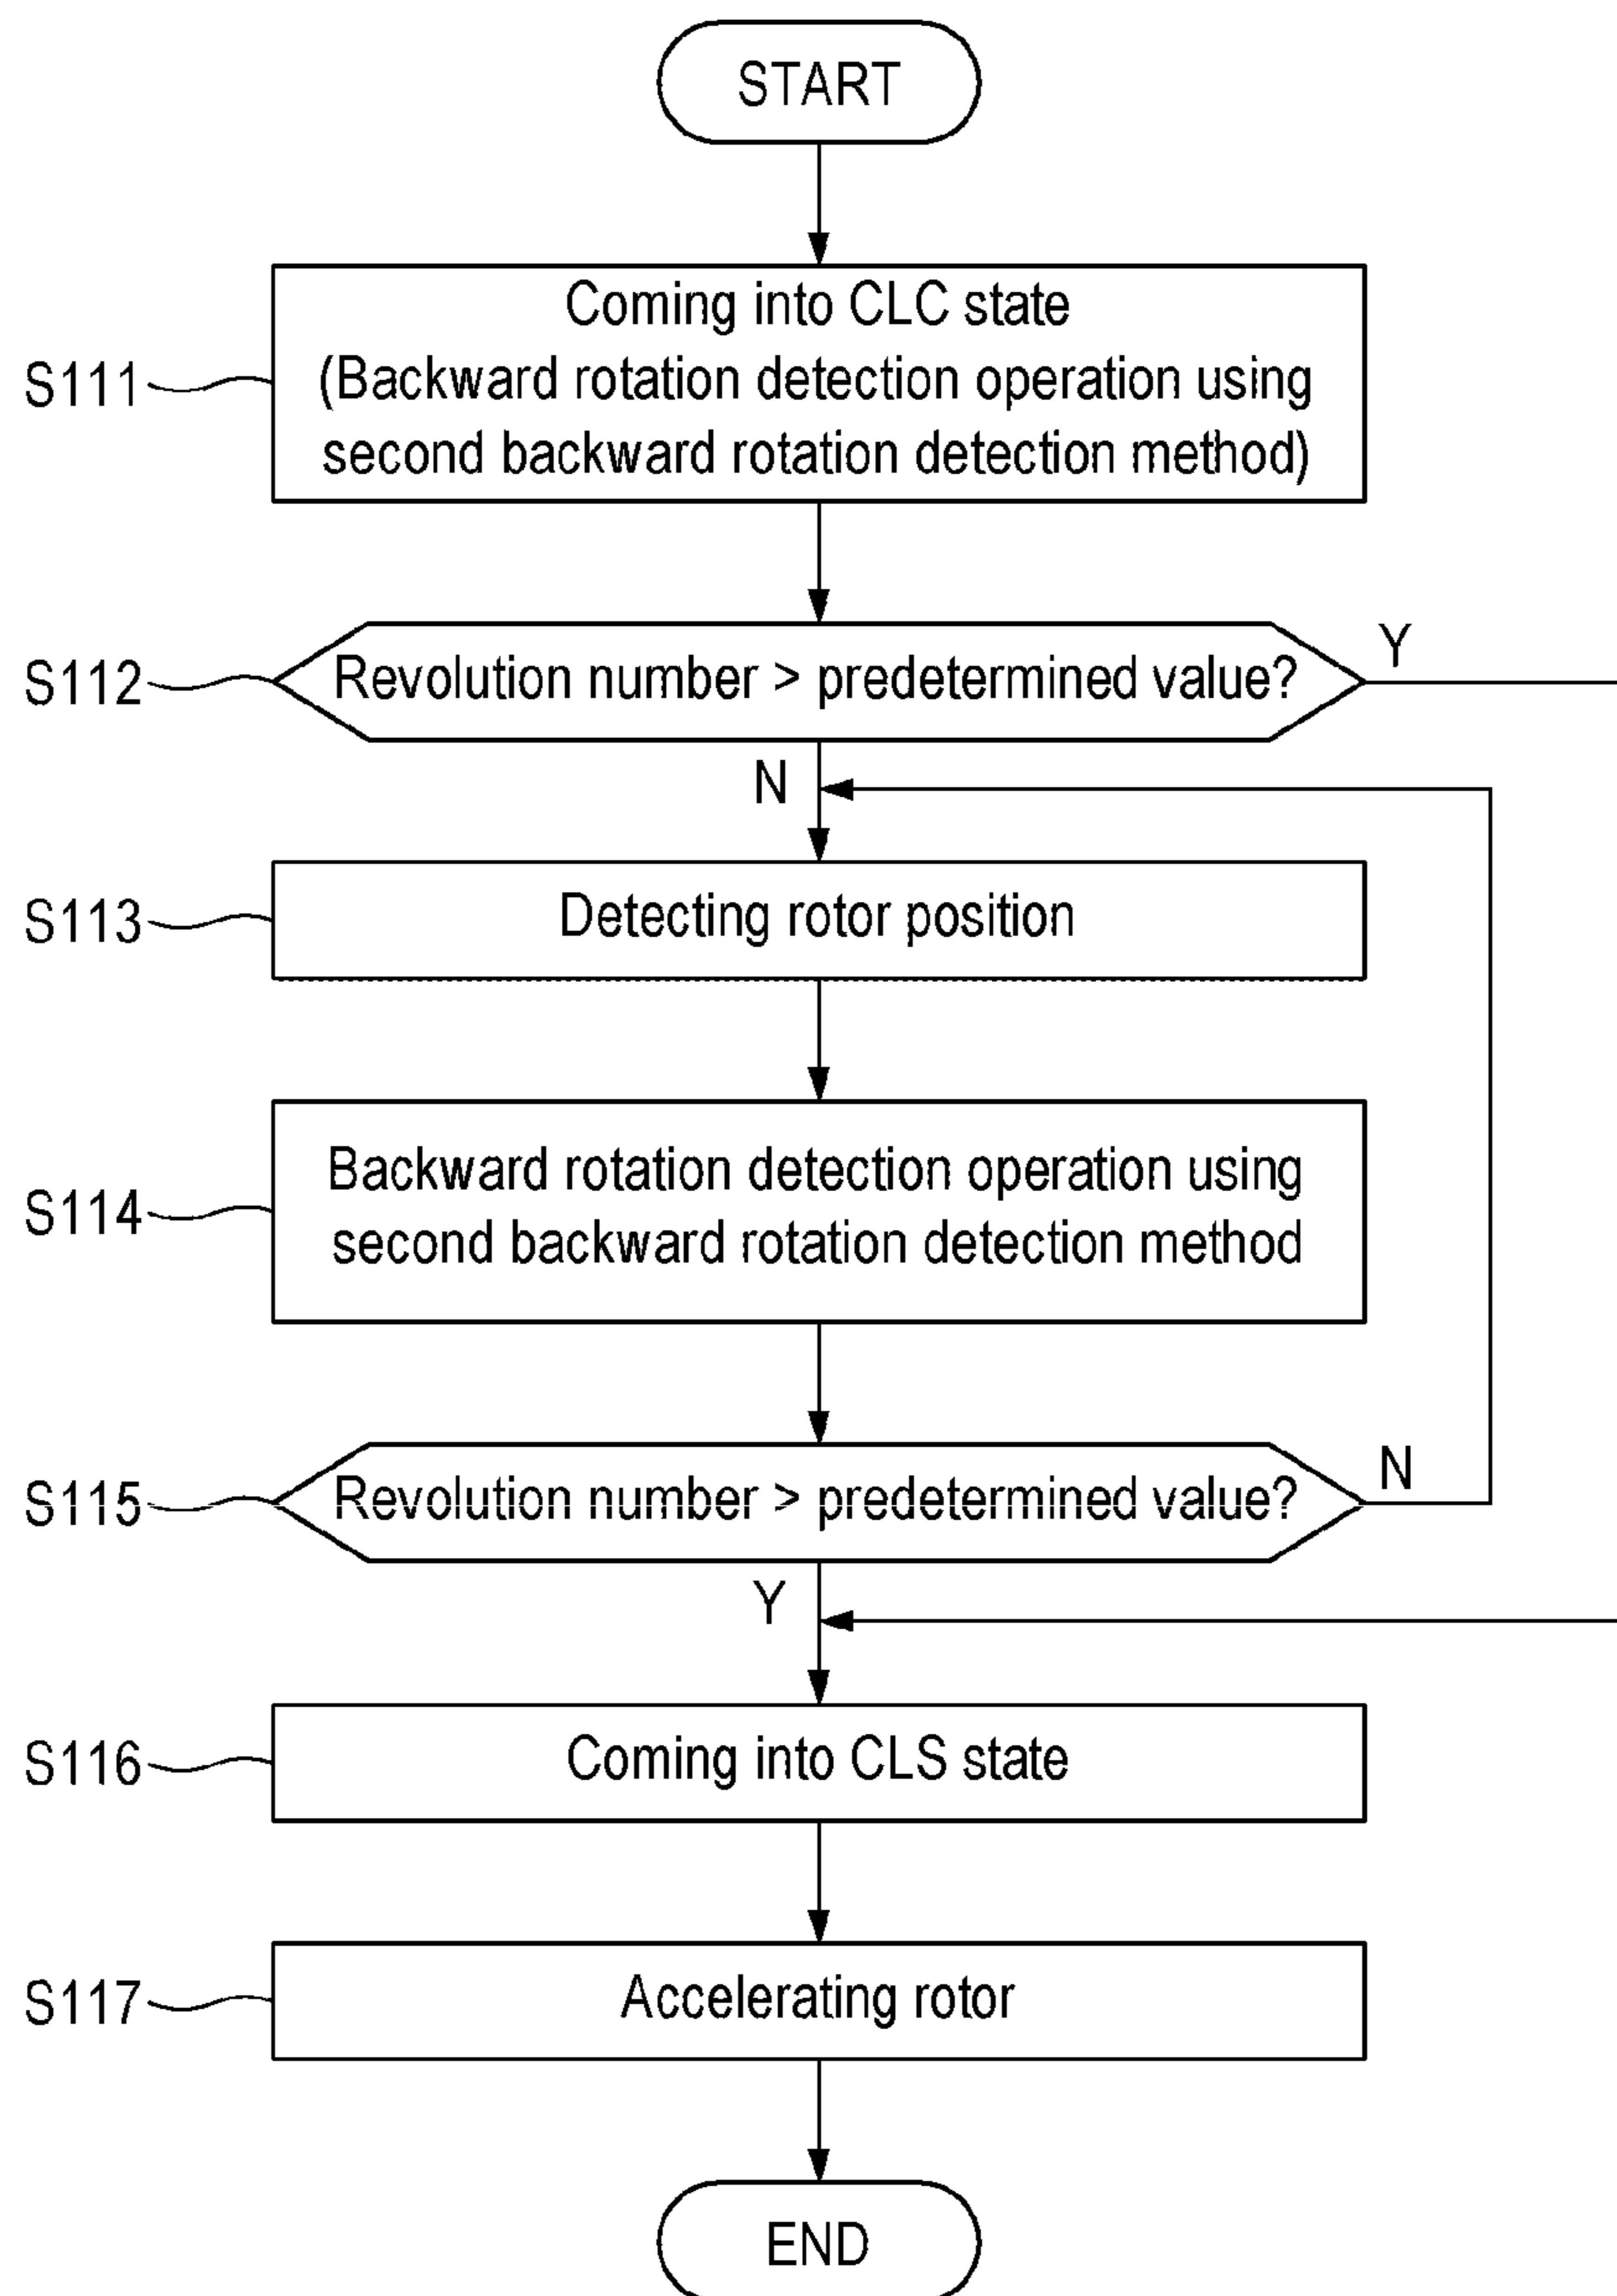 START
S111
Coming into CLC state
(Backward rotation detection operation using
second backward rotation detection method)
S112
Revolution number > predetermined value?
Y
N
S113
Detecting rotor position
S114
Backward rotation detection operation using
second backward rotation detection method
S115
Revolution number > predetermined value?
N
Y
S116
Coming into CLS state
S117
Accelerating rotor
END